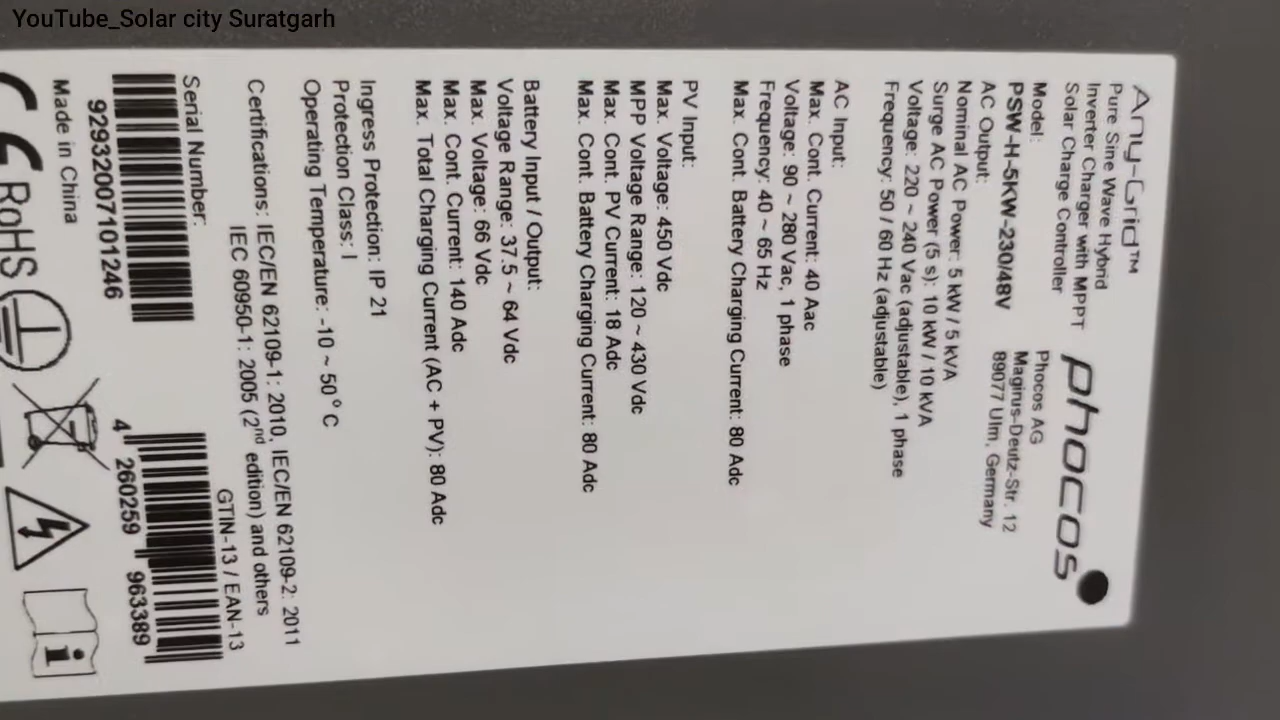 YouTube_Solar city Suratgarh
Any-Grid™
Pure Sine Wave Hybrid
Inverter Charger with MPPT
Solar Charge Controller
phocos
Model:
PSW-H-5KW-230/48V
Phocos AG
Magirus-Deutz-Str. 12
89077 Ulm, Germany
AC Output:
Nominal AC Power: 5 kW / 5 kVA
Surge AC Power (5 s): 10 kW / 10 kVA
Voltage: 220 ~ 240 Vac (adjustable), 1 phase
Frequency: 50 / 60 Hz (adjustable)
AC Input:
Max. Cont. Current: 40 Aac
Voltage: 90 ~ 280 Vac, 1 phase
Frequency: 40 ~ 65 Hz
Max. Cont. Battery Charging Current: 80 Adc
PV Input:
Max. Voltage: 450 Vdc
MPP Voltage Range: 120 ~ 430 Vdc
Max. Cont. PV Current: 18 Adc
Max. Cont. Battery Charging Current: 80 Adc
Battery Input / Output:
Voltage Range: 37.5 ~ 64 Vdc
Max. Voltage: 66 Vdc
Max. Cont. Current: 140 Adc
Max. Total Charging Current (AC + PV): 80 Adc
Ingress Protection: IP 21
Protection Class: I
Operating Temperature: -10 ~ 50°C
Certifications: IEC/EN 62109-1: 2010, IEC/EN 62109-2: 2011
IEC 60950-1: 2005 (2nd edition) and others
Serial Number:
92932007101246
GTIN-13 / EAN-13
4 260259 963389
Made in China
CE RoHS
i